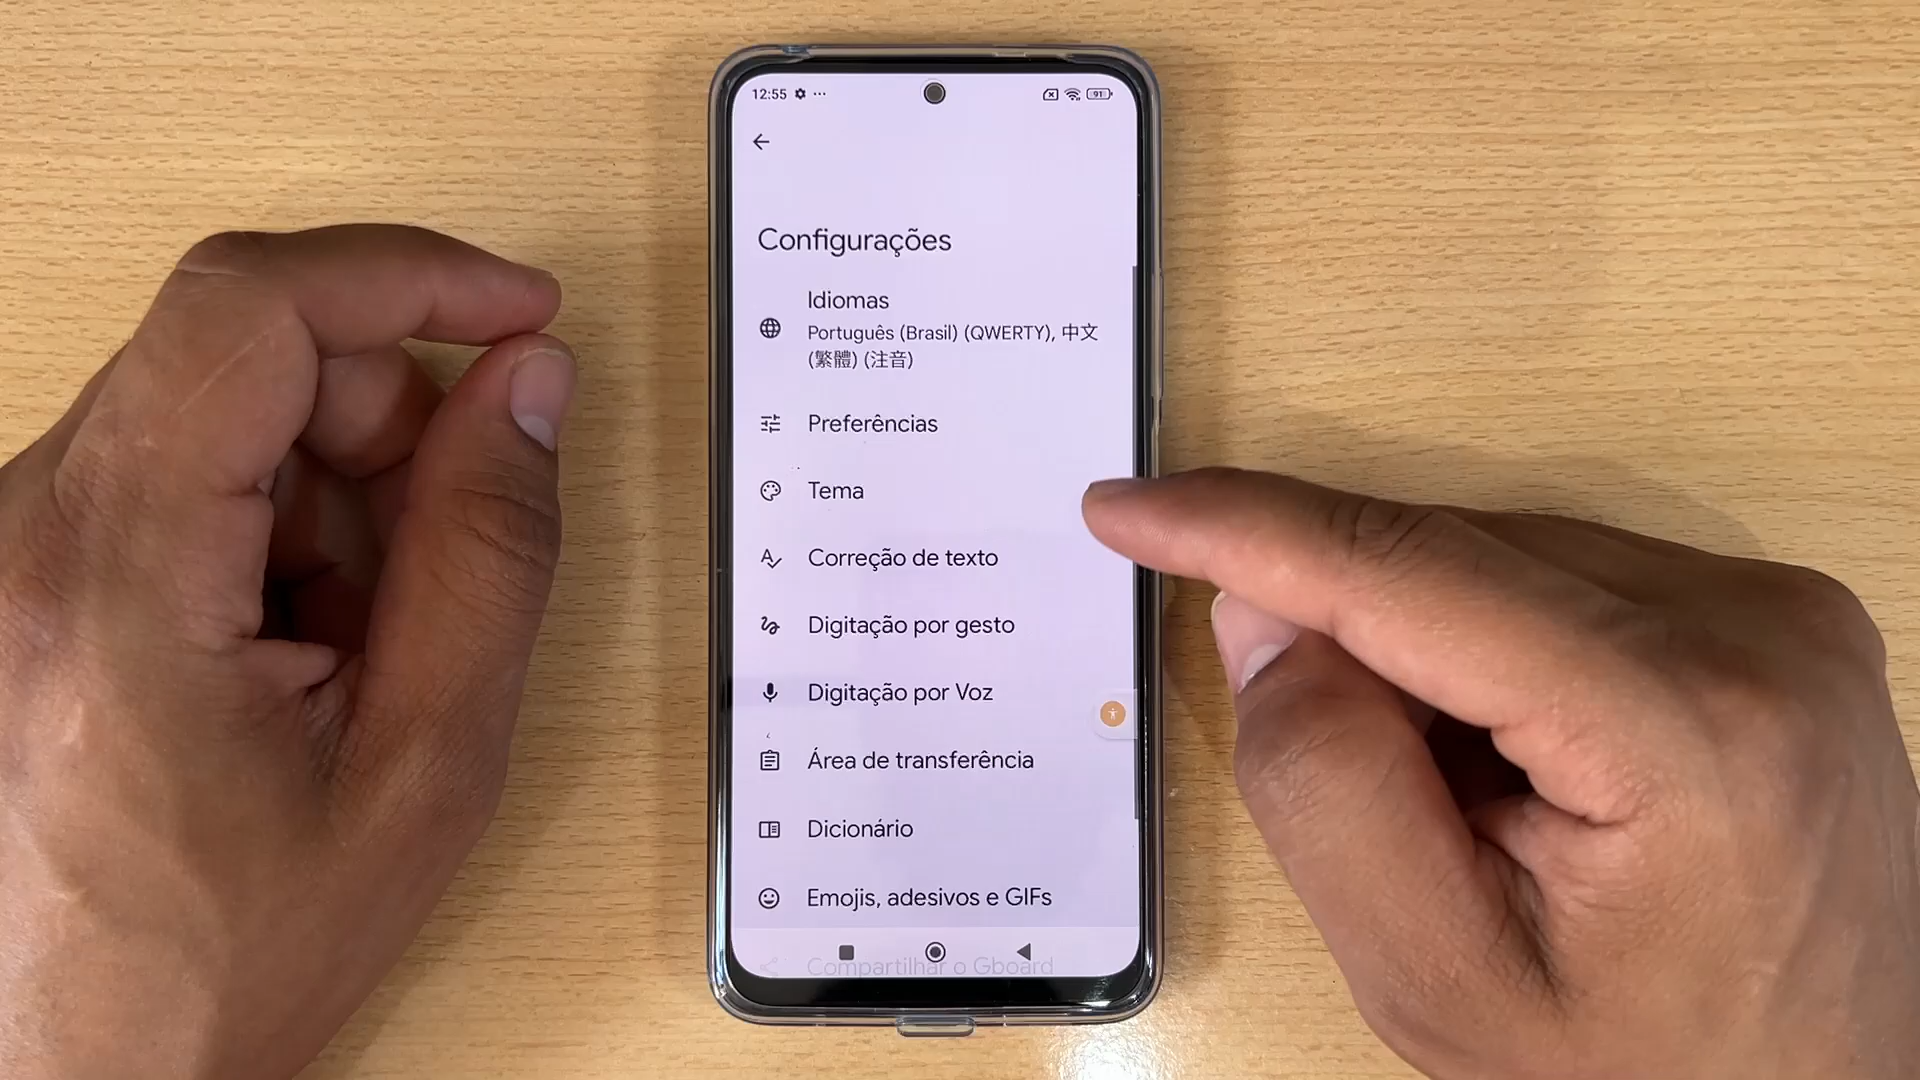 12:55
91
Configurações
Idiomas
Português (Brasil) (QWERTY), 中文
(繁體) (注音)
Preferências
Tema
Correção de texto
Digitação por gesto
Digitação por Voz
Área de transferência
Dicionário
Emojis, adesivos e GIFs
Compartilhar o Gboard